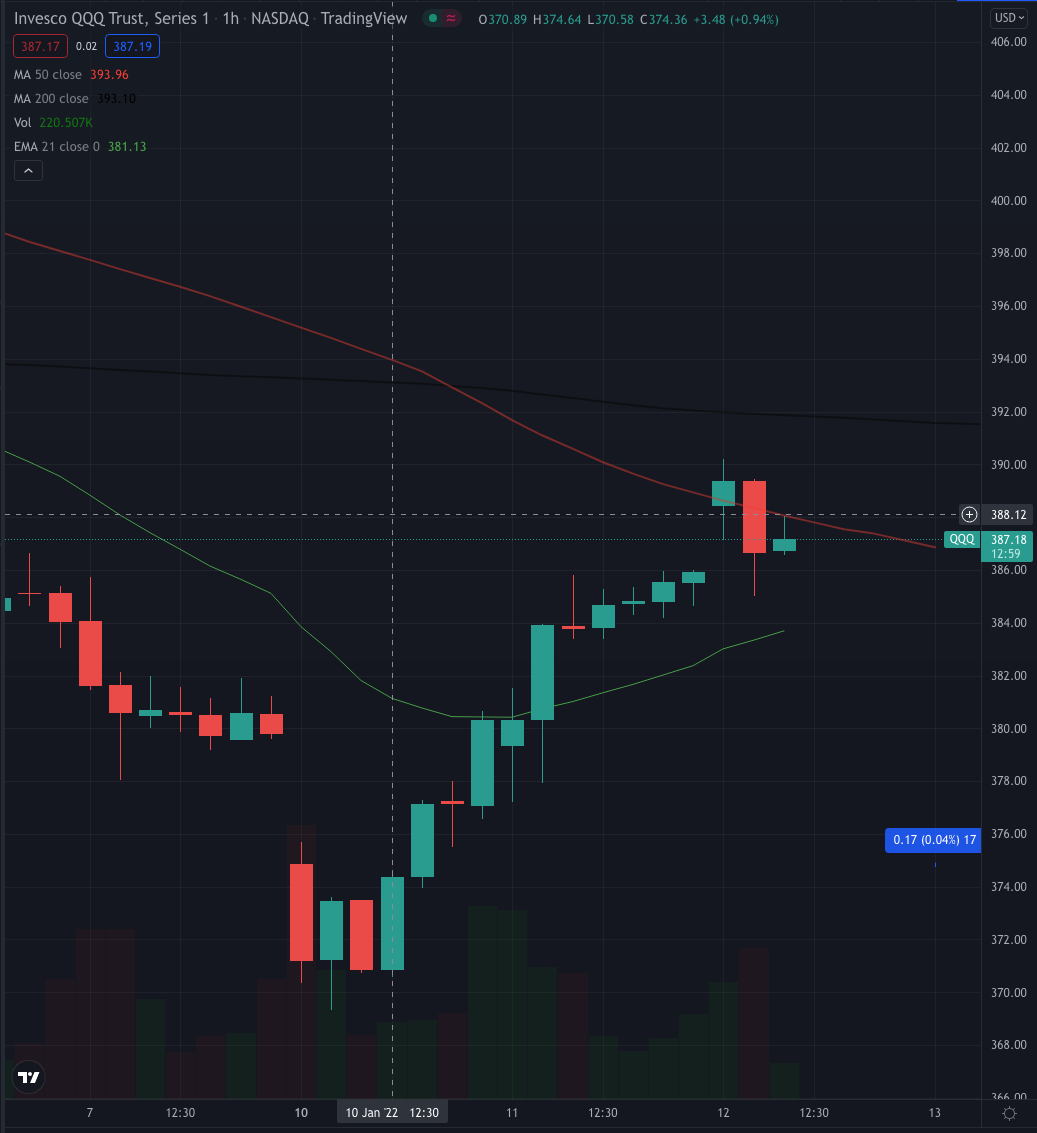 Invesco QQQ Trust, Series 1 · 1h · NASDAQ · TradingView O370.89 H374.64 L370.58 C374.36 +3.48 (+0.94%)
USD
387.17 0.02 387.19
MA 50 close 393.96
MA 200 close 393.10
Vol 220.507K
EMA 21 close 0 381.13
406.00
404.00
402.00
400.00
398.00
396.00
394.00
392.00
390.00
388.12
QQQ 387.18
12:59
386.00
384.00
382.00
380.00
378.00
376.00
0.17 (0.04%) 17
374.00
372.00
370.00
368.00
366.00
7 12:30 10 10 Jan '22 12:30 11 12:30 12 12:30 13